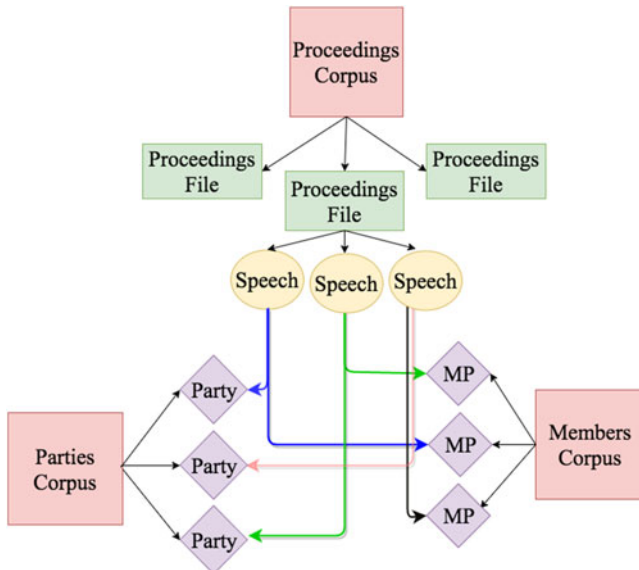 Proceedings
Corpus
Proceedings
File
Proceedings
File
Proceedings
File
Speech
Speech
Speech
Party
MP
Parties
Corpus
Party
MP
Members
Corpus
Party
MP